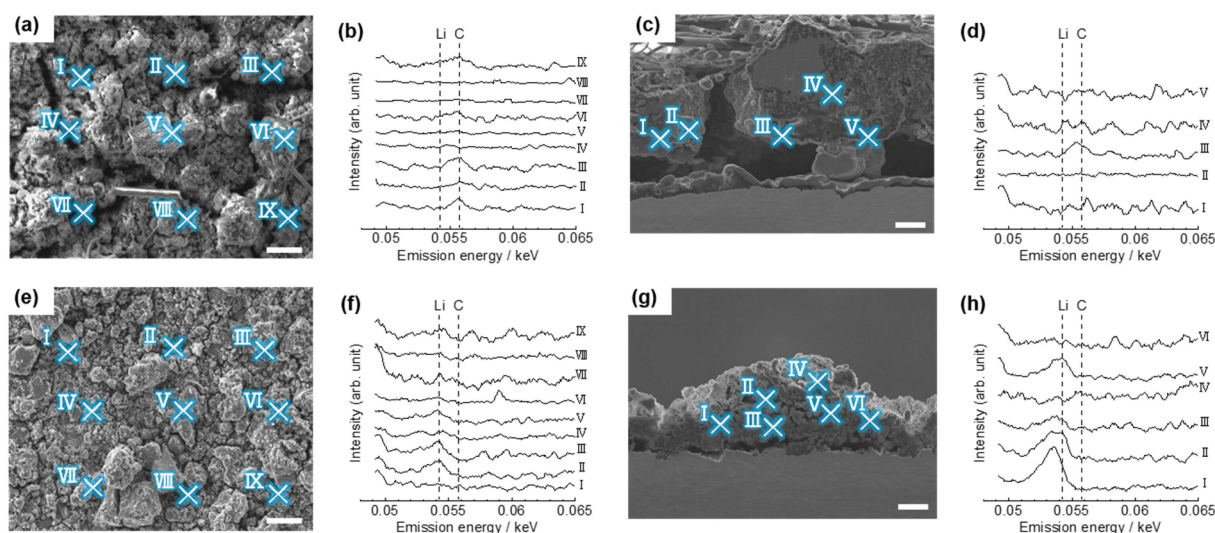 (a)
I
II
III
IV
V
VI
VII
VIII
IX
(b)
Li
C
Intensity (arb. unit)
IX
VIII
VII
VI
V
IV
III
II
I
0.05
0.055
0.06
0.065
Emission energy / keV
(c)
IV
II
I
III
V
(d)
Li
C
Intensity (arb. unit)
V
IV
III
II
I
0.05
0.055
0.06
0.065
Emission energy / keV
(e)
I
II
III
IV
V
VI
VII
VIII
IX
(f)
Li
C
Intensity (arb. unit)
IX
VIII
VII
VI
V
IV
III
II
I
0.05
0.055
0.06
0.065
Emission energy / keV
(g)
IV
II
I
III
V
VI
(h)
Li
C
Intensity (arb. unit)
VI
V
IV
III
II
I
0.05
0.055
0.06
0.065
Emission energy / keV